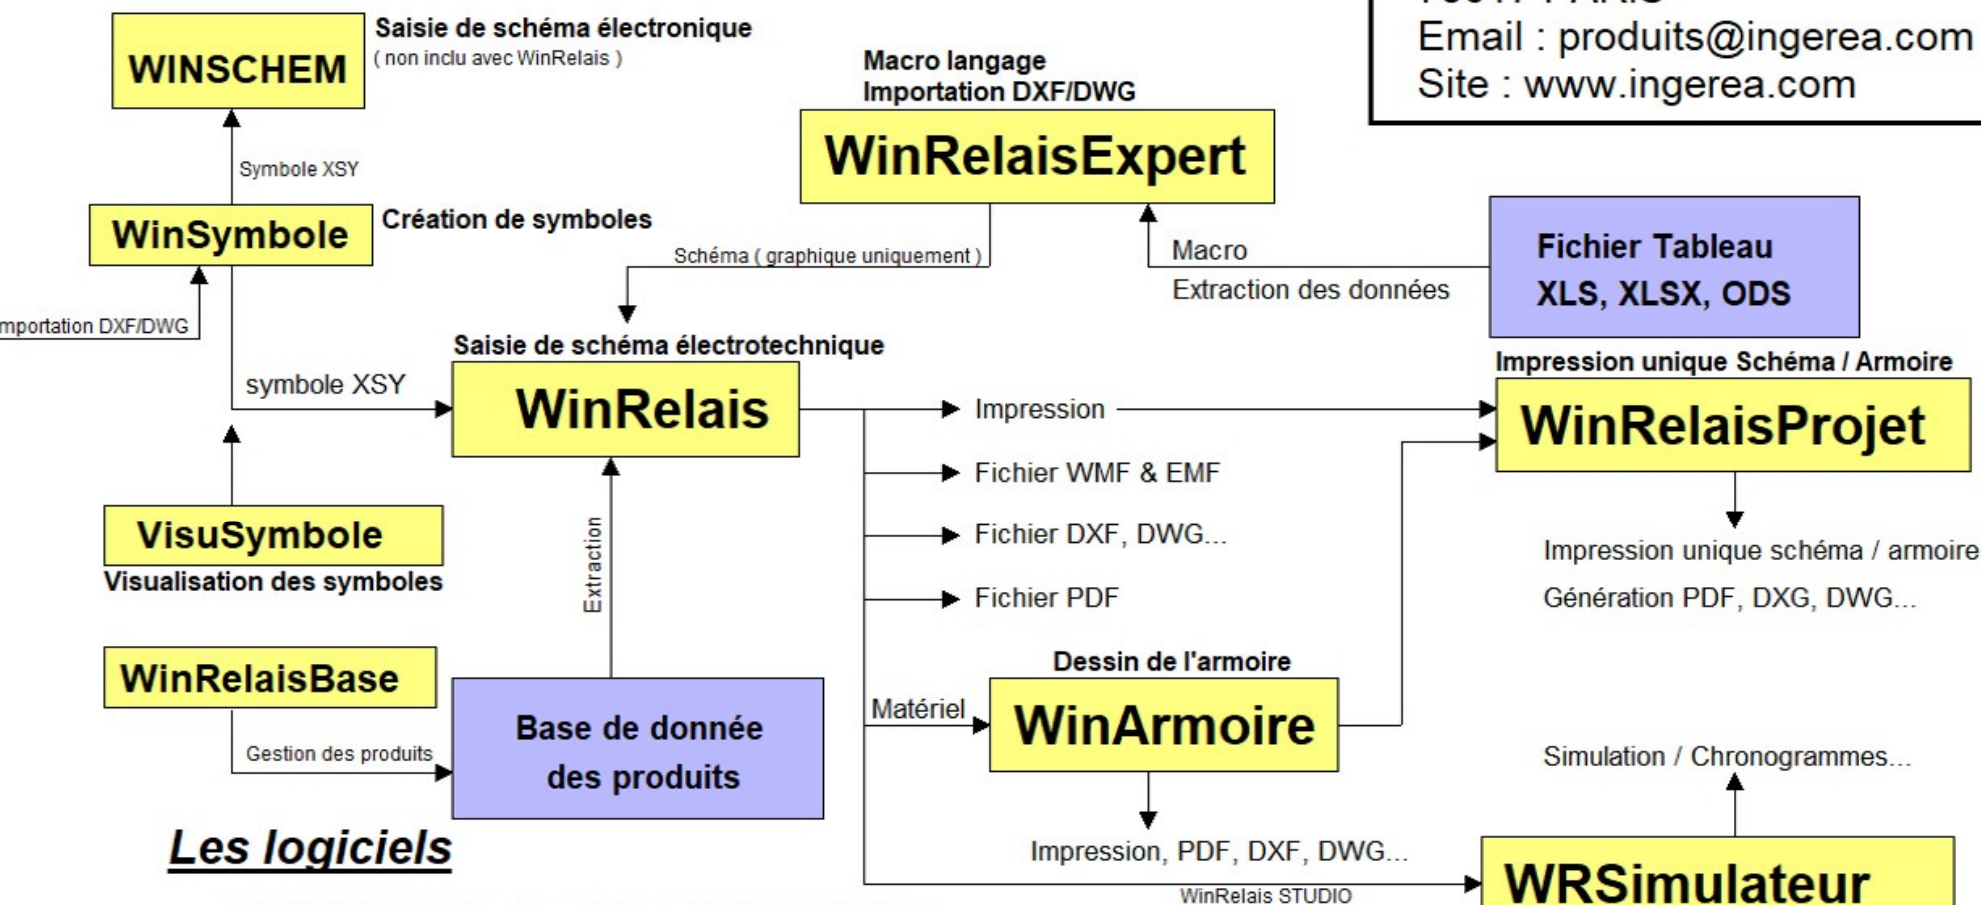 Email : produits@ingerea.com
Site : www.ingerea.com
Saisie de schéma électronique
( non inclu avec WinRelais )
WINSCHEM
Macro langage
Importation DXF/DWG
WinRelaisExpert
Symbole XSY
WinSymbole
Création de symboles
Schéma ( graphique uniquement )
Macro
Extraction des données
Fichier Tableau
XLS, XLSX, ODS
DXF/DWG
Saisie de schéma électrotechnique
Impression unique Schéma / Armoire
symbole XSY
WinRelais
Impression
WinRelaisProjet
Fichier WMF & EMF
VisuSymbole
Visualisation des symboles
Extraction
Fichier DXF, DWG...
Fichier PDF
Impression unique schéma / armoire
Génération PDF, DXG, DWG...
WinRelaisBase
Gestion des produits
Base de donnée
des produits
Dessin de l'armoire
Matériel
WinArmoire
Simulation / Chronogrammes...
Impression, PDF, DXF, DWG...
Les logiciels
WinRelais STUDIO
WRSimulateur